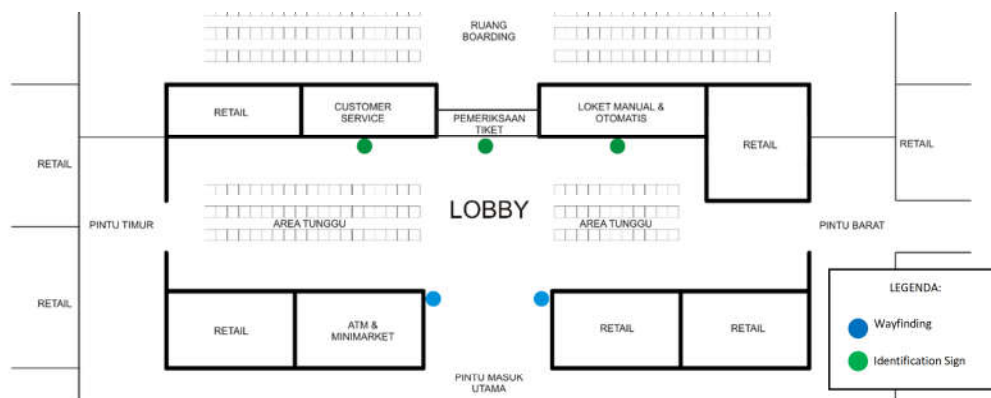 RUANG
BOARDING
RETAIL
CUSTOMER
SERVICE
PEMERIKSAAN
TIKET
LOKET MANUAL &
OTOMATIS
RETAIL
RETAIL
RETAIL
LOBBY
PINTU TIMUR
AREA TUNGGU
AREA TUNGGU
PINTU BARAT
RETAIL
RETAIL
ATM &
MINIMARKET
RETAIL
RETAIL
PINTU MASUK
UTAMA
LEGENDA:
Wayfinding
Identification Sign